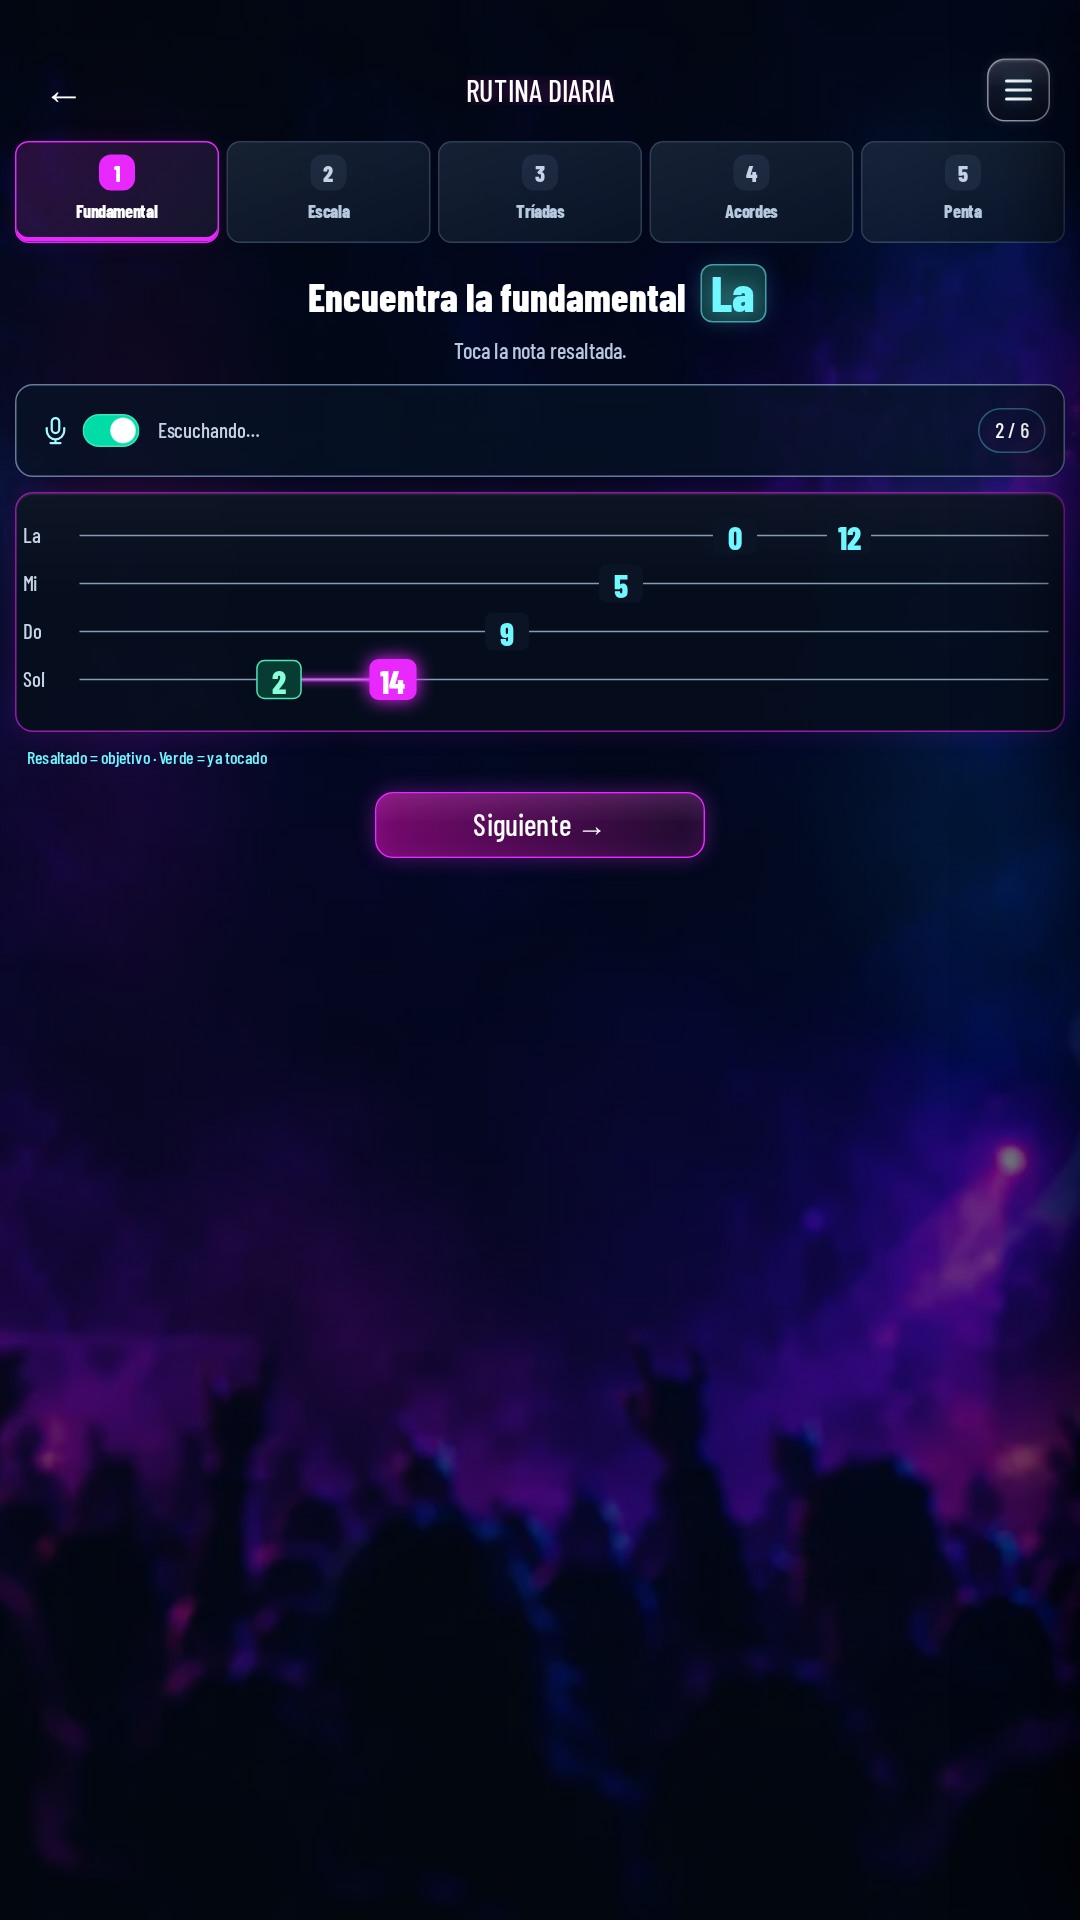 ←
RUTINA DIARIA
1
Fundamental
2
Escala
3
Tríadas
4
Acordes
5
Penta
Encuentra la fundamental La
Toca la nota resaltada.
Escuchando...
2 / 6
La 0 12
Mi 5
Do 9
Sol 2 14
Resaltado = objetivo · Verde = ya tocado
Siguiente →